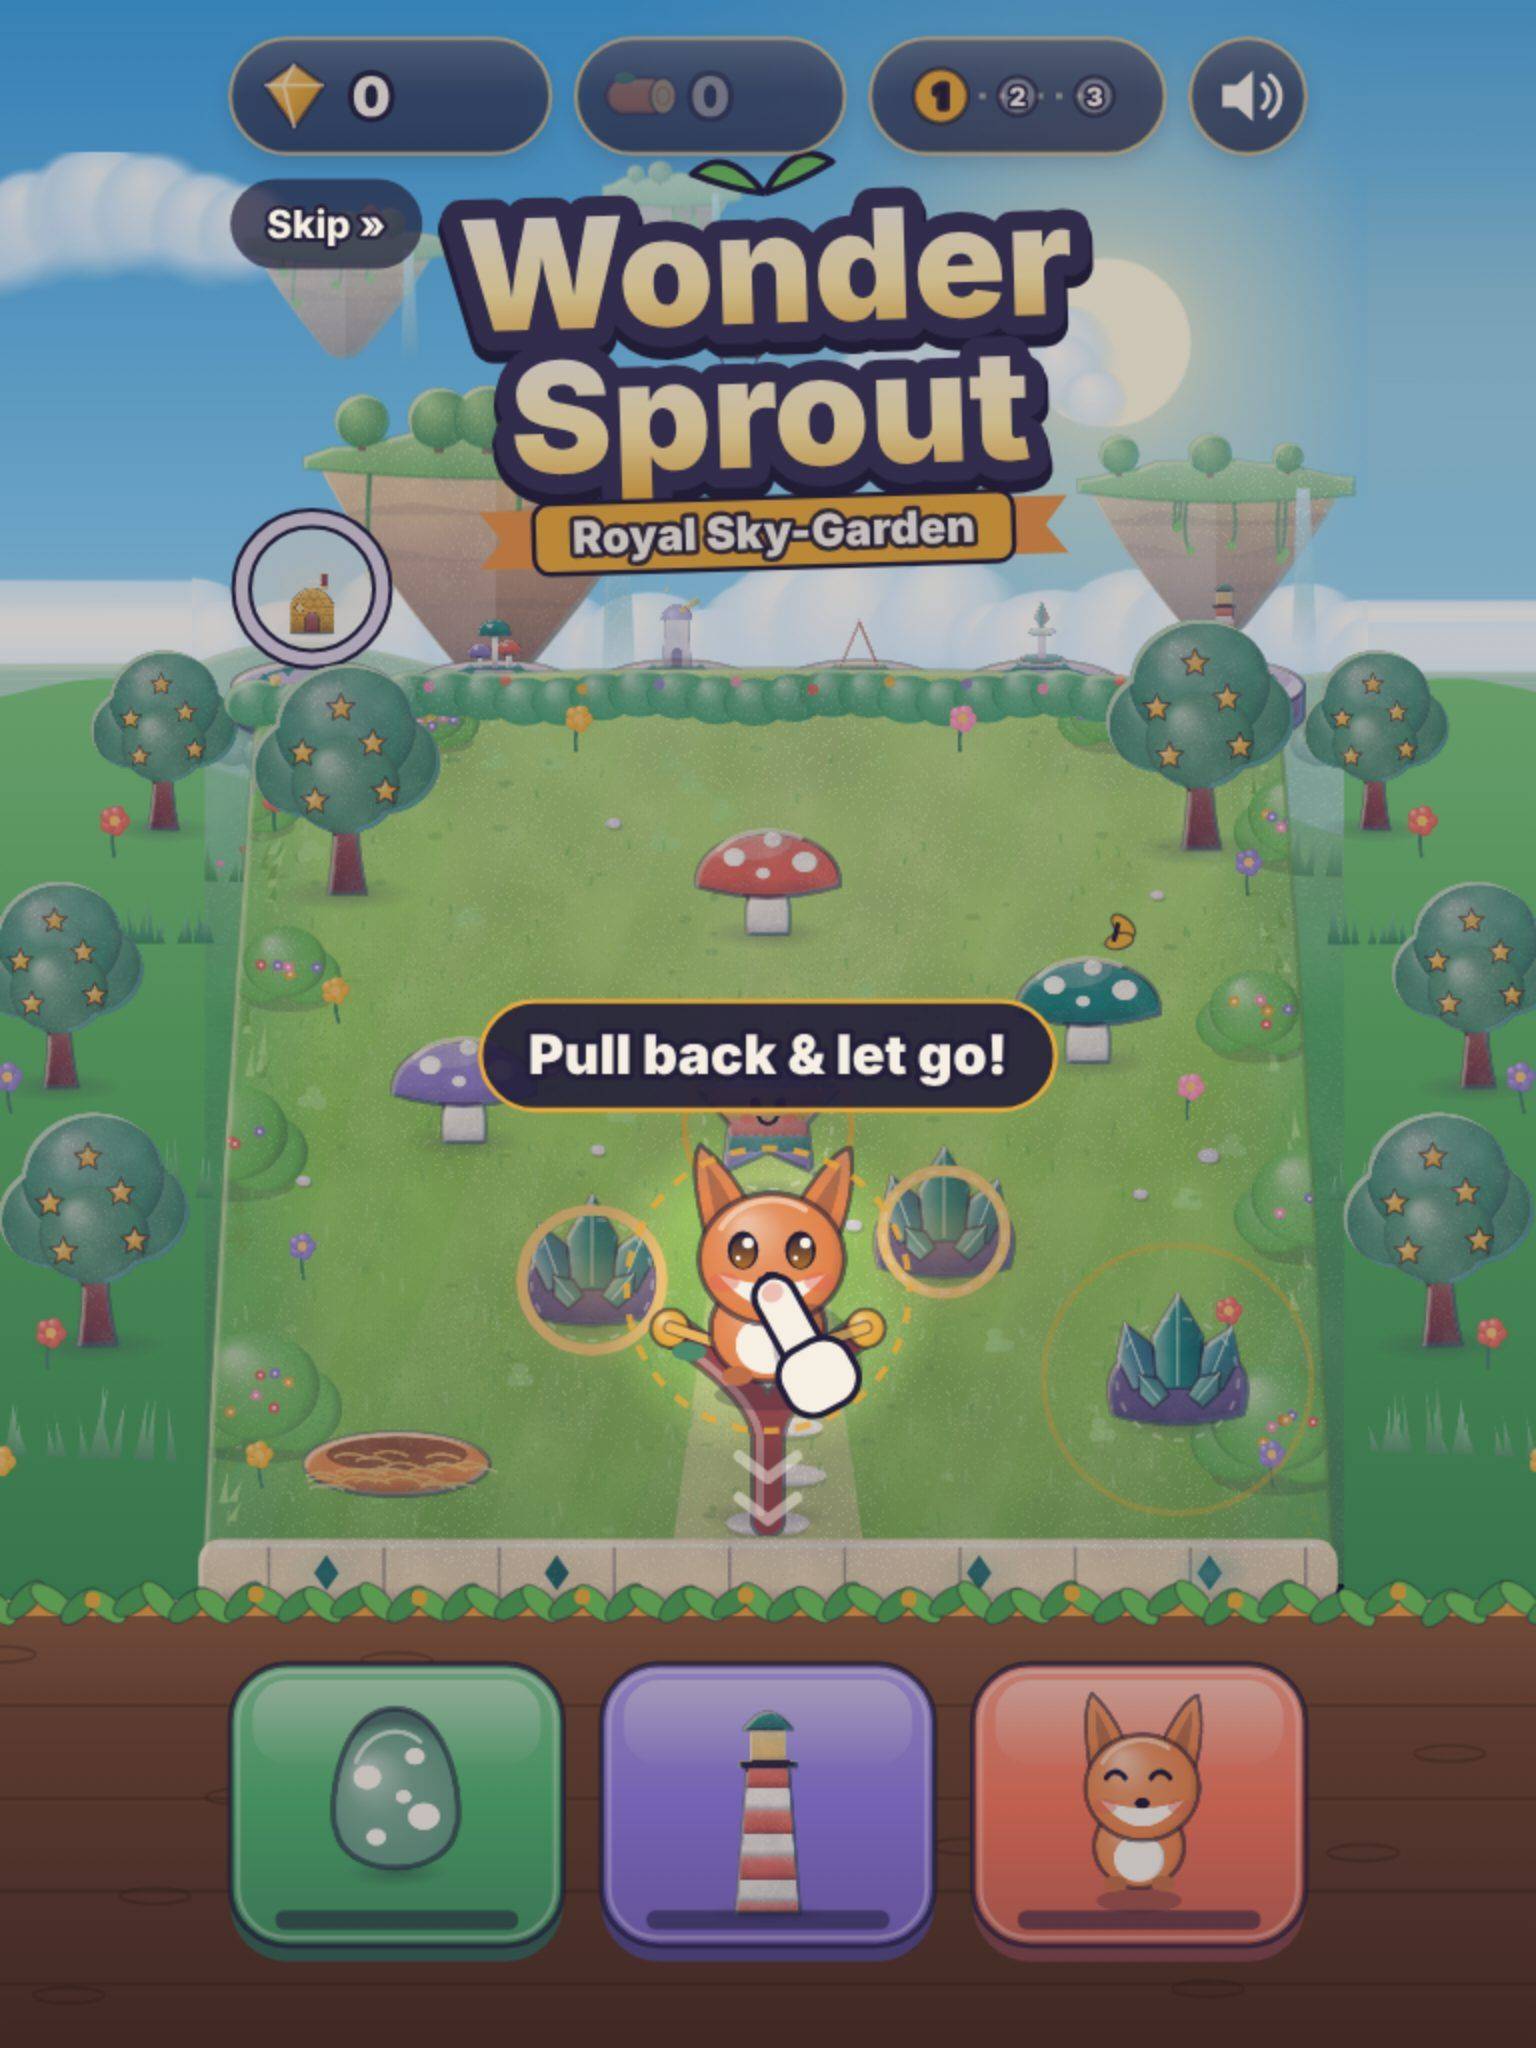 0
0
1 2 3
Skip »
Wonder
Sprout
Royal Sky-Garden
Pull back & let go!